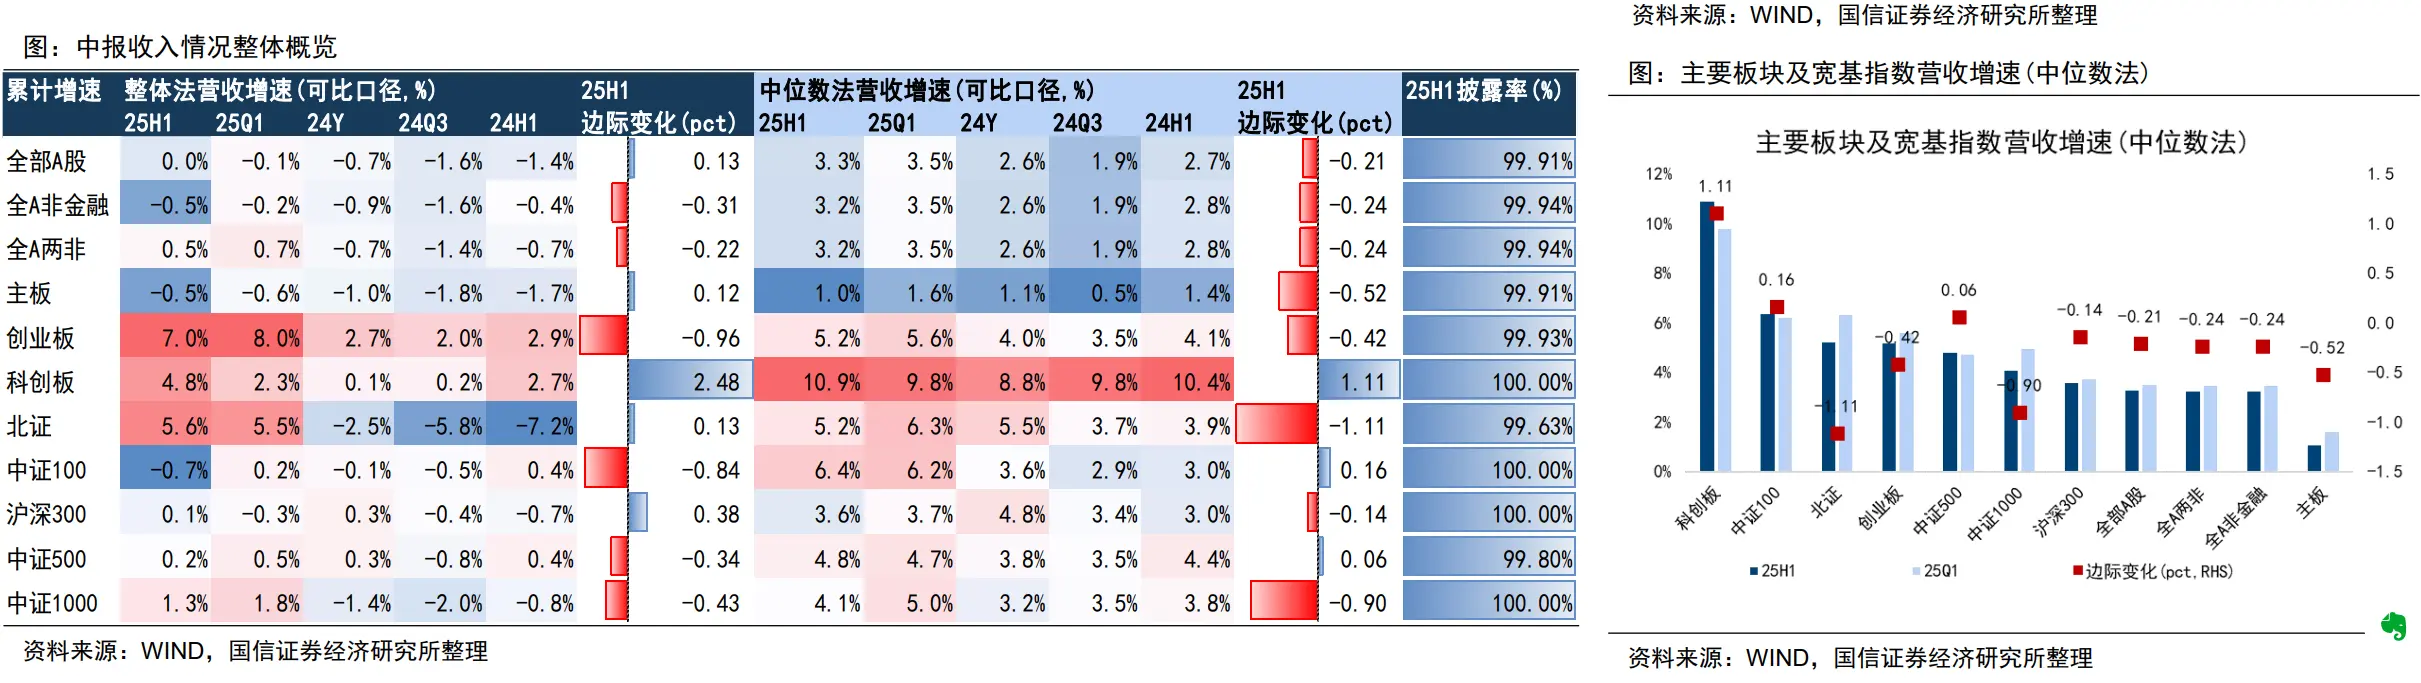 图：中报收入情况整体概览
累计增速 整体法营收增速(可比口径,%) 25H1 中位数法营收增速(可比口径,%) 25H1 25H1披露率(%)
25H1 25Q1 24Y 24Q3 24H1 边际变化(pct) 25H1 25Q1 24Y 24Q3 24H1 边际变化(pct)
全部A股 0.0% -0.1% -0.7% -1.6% -1.4% 0.13 3.3% 3.5% 2.6% 1.9% 2.7% -0.21 99.91%
全A非金融 -0.5% -0.2% -0.9% -1.6% -0.4% -0.31 3.2% 3.5% 2.6% 1.9% 2.8% -0.24 99.94%
全A两非 0.5% 0.7% -0.7% -1.4% -0.7% -0.22 3.2% 3.5% 2.6% 1.9% 2.8% -0.24 99.94%
主板 -0.5% -0.6% -1.0% -1.8% -1.7% 0.12 1.0% 1.6% 1.1% 0.5% 1.4% -0.52 99.91%
创业板 7.0% 8.0% 2.7% 2.0% 2.9% -0.96 5.2% 5.6% 4.0% 3.5% 4.1% -0.42 99.93%
科创板 4.8% 2.3% 0.1% 0.2% 2.7% 2.48 10.9% 9.8% 8.8% 9.8% 10.4% 1.11 100.00%
北证 5.6% 5.5% -2.5% -5.8% -7.2% 0.13 5.2% 6.3% 5.5% 3.7% 3.9% -1.11 99.63%
中证100 -0.7% 0.2% -0.1% -0.5% 0.4% -0.84 6.4% 6.2% 3.6% 2.9% 3.0% 0.16 100.00%
沪深300 0.1% -0.3% 0.3% -0.4% -0.7% 0.38 3.6% 3.7% 4.8% 3.4% 3.0% -0.14 100.00%
中证500 0.2% 0.5% 0.3% -0.8% 0.4% -0.34 4.8% 4.7% 3.8% 3.5% 4.4% 0.06 99.80%
中证1000 1.3% 1.8% -1.4% -2.0% -0.8% -0.43 4.1% 5.0% 3.2% 3.5% 3.8% -0.90 100.00%
资料来源：WIND，国信证券经济研究所整理
资料来源：WIND，国信证券经济研究所整理
图：主要板块及宽基指数营收增速(中位数法)
主要板块及宽基指数营收增速(中位数法)
12%
10%
8%
6%
4%
2%
0%
1.11
0.16
-1.11
-0.42
0.06
-0.90
-0.14
-0.21
-0.24
-0.24
-0.52
1.5
1.0
0.5
0.0
-0.5
-1.0
-1.5
科创板
中证100
北证
创业板
中证500
中证1000
沪深300
全部A股
全A两非
全A非金融
主板
25H1 25Q1 边际变化(pct,RHS)
资料来源：WIND，国信证券经济研究所整理